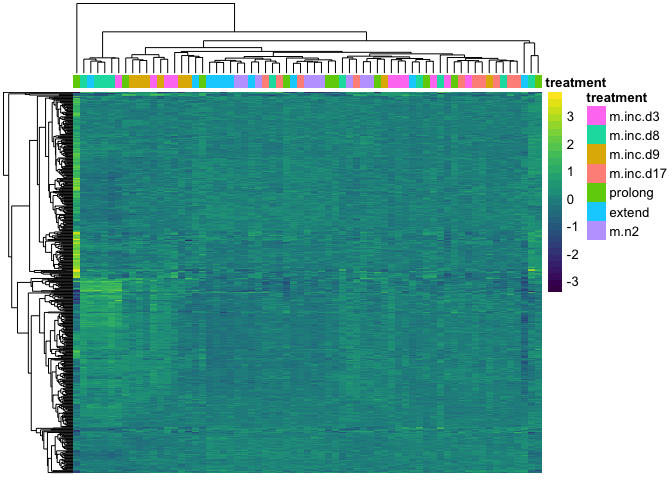 treatment
treatment
3
2
1
0
-1
-2
-3
m.inc.d3
m.inc.d8
m.inc.d9
m.inc.d17
prolong
extend
m.n2